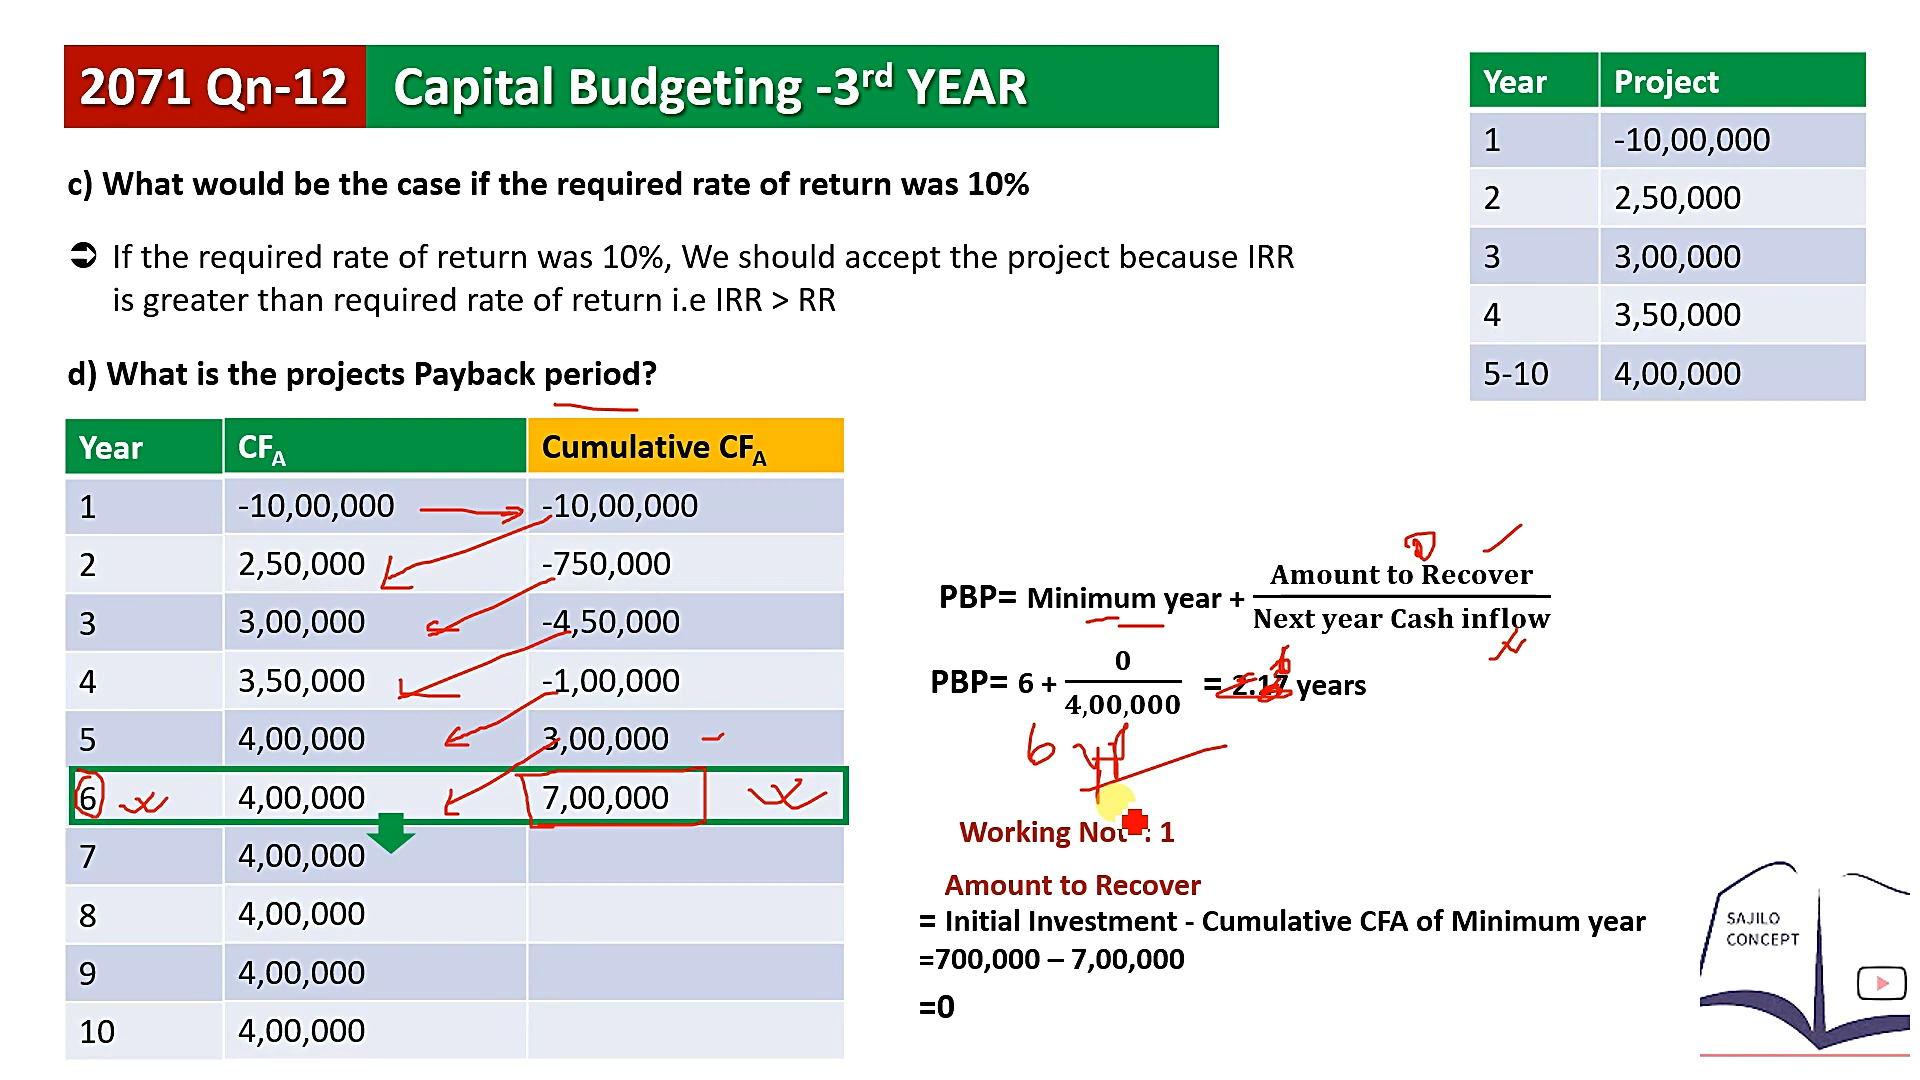 2071 Qn-12 Capital Budgeting -3rd YEAR
c) What would be the case if the required rate of return was 10%
➲ If the required rate of return was 10%, We should accept the project because IRR
is greater than required rate of return i.e IRR > RR
d) What is the projects Payback period?
Year Project
1 -10,00,000
2 2,50,000
3 3,00,000
4 3,50,000
5-10 4,00,000
Year CFA Cumulative CFA
1 -10,00,000 -10,00,000
2 2,50,000 -750,000
3 3,00,000 -4,50,000
4 3,50,000 -1,00,000
5 4,00,000 3,00,000
6 4,00,000 7,00,000
7 4,00,000
8 4,00,000
9 4,00,000
10 4,00,000
PBP= Minimum year + Amount to Recover
Next year Cash inflow
PBP= 6 + 0
4,00,000
= 2.17 years
6
Working : 1
Amount to Recover
= Initial Investment - Cumulative CFA of Minimum year
=700,000 – 7,00,000
=0
SAJILO
CONCEPT